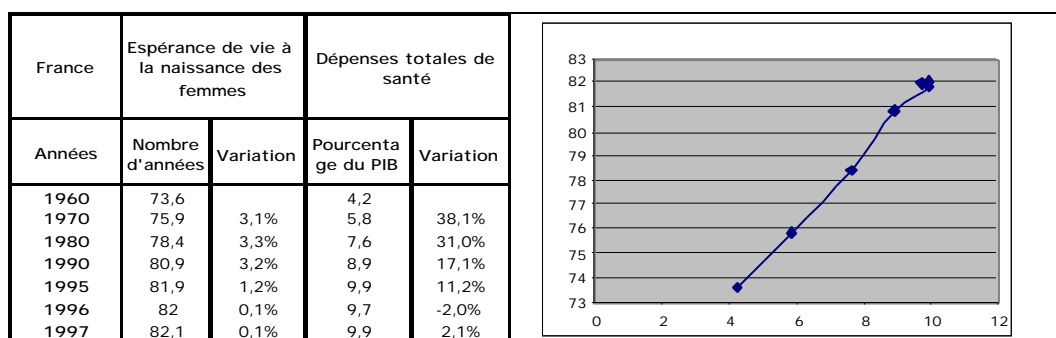 France
Espérance de vie à
la naissance des
femmes
Dépenses totales de
santé
Années
Nombre
d'années
Variation
Pourcenta
ge du PIB
Variation
1960 73,6 4,2
1970 75,9 3,1% 5,8 38,1%
1980 78,4 3,3% 7,6 31,0%
1990 80,9 3,2% 8,9 17,1%
1995 81,9 1,2% 9,9 11,2%
1996 82 0,1% 9,7 -2,0%
1997 82,1 0,1% 9,9 2,1%
83
82
81
80
79
78
77
76
75
74
73
0 2 4 6 8 10 12